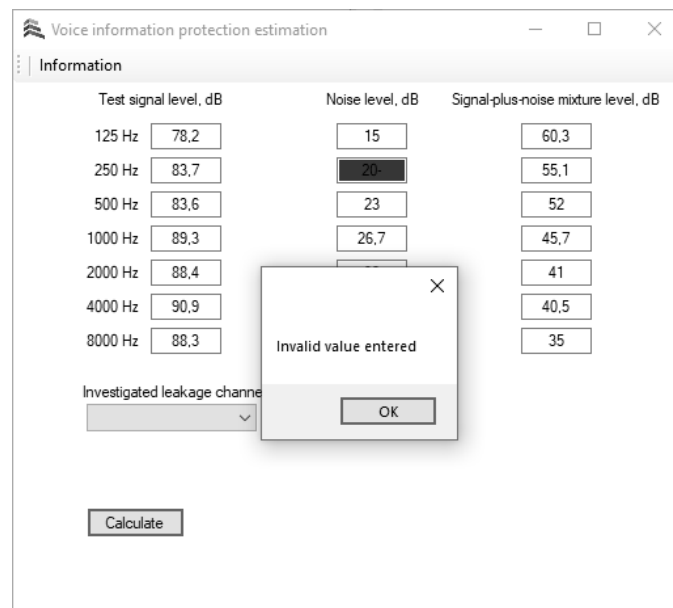 Voice information protection estimation
Information
Test signal level, dB Noise level, dB Signal-plus-noise mixture level, dB
125 Hz 78,2 15 60,3
250 Hz 83,7 20- 55,1
500 Hz 83,6 23 52
1000 Hz 89,3 26,7 45,7
2000 Hz 88,4 41
4000 Hz 90,9 40,5
8000 Hz 88,3 35
Invalid value entered
OK
Investigated leakage channe
Calculate